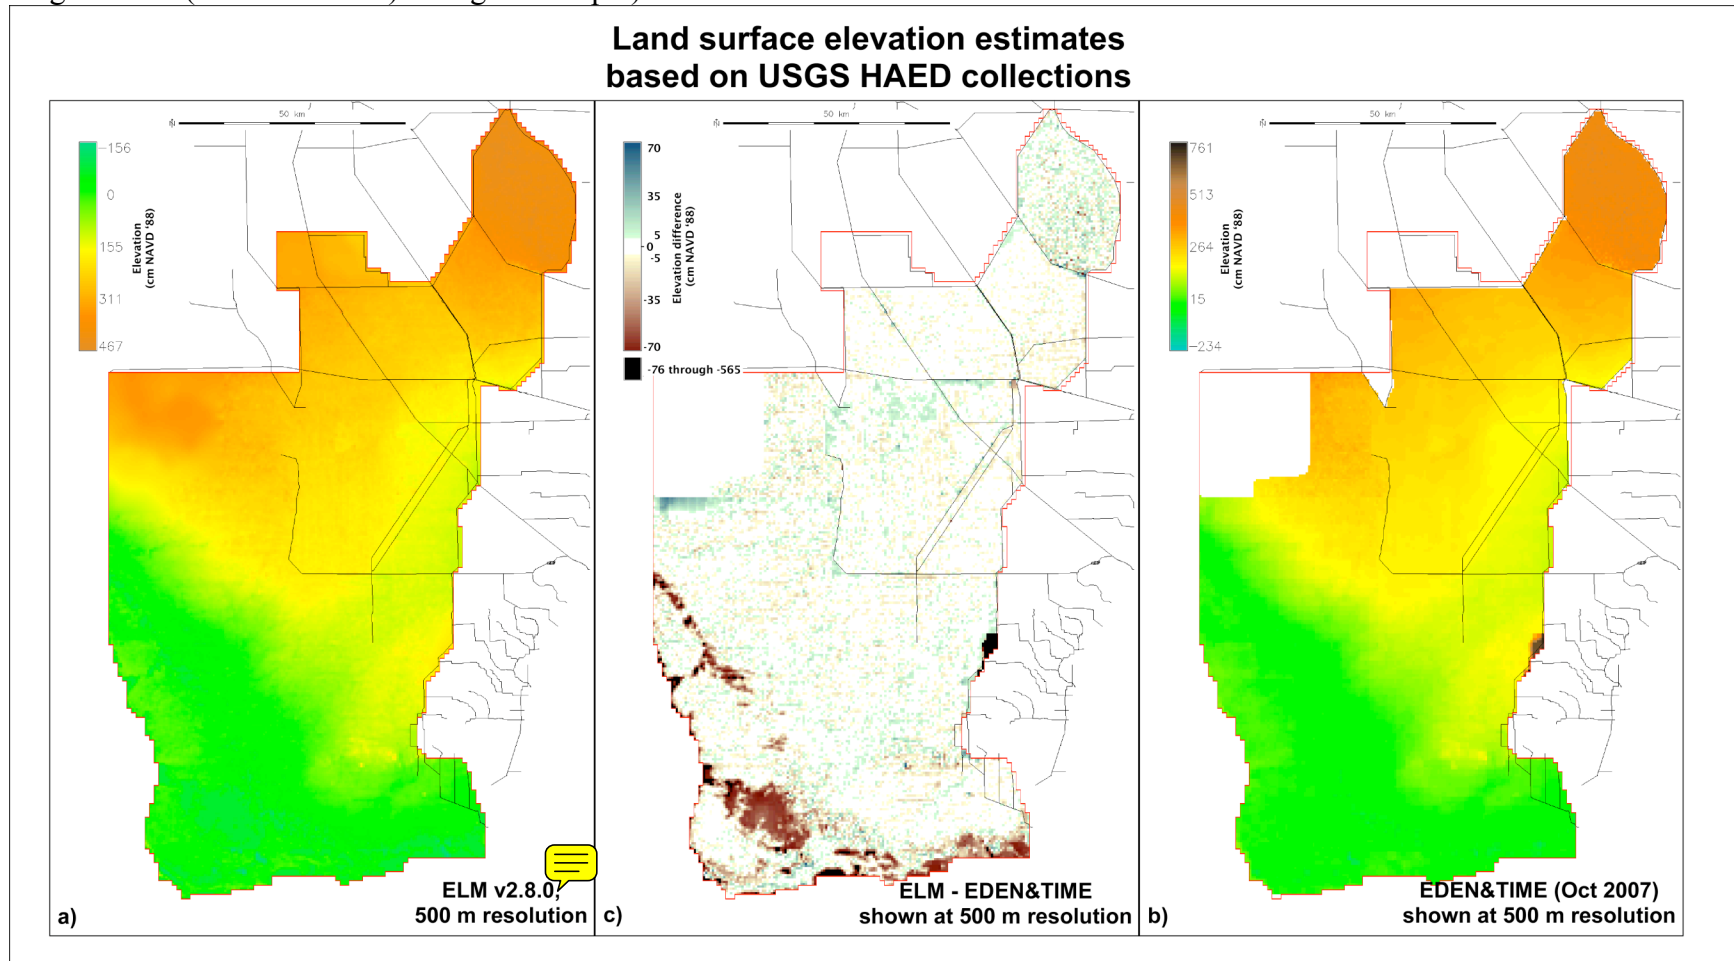 Land surface elevation estimates
based on USGS HAED collections
50 km
-156
0
155
311
467
Elevation
(cm NAVD ‘88)
ELM v2.8.0,
500 m resolution
a)
50 km
70
35
5
0
-5
-35
-70
-76 through -565
Elevation difference
(cm NAVD ‘88)
ELM - EDEN&TIME
shown at 500 m resolution
c)
50 km
761
513
264
15
-234
Elevation
(cm NAVD ‘88)
EDEN&TIME (Oct 2007)
shown at 500 m resolution
b)